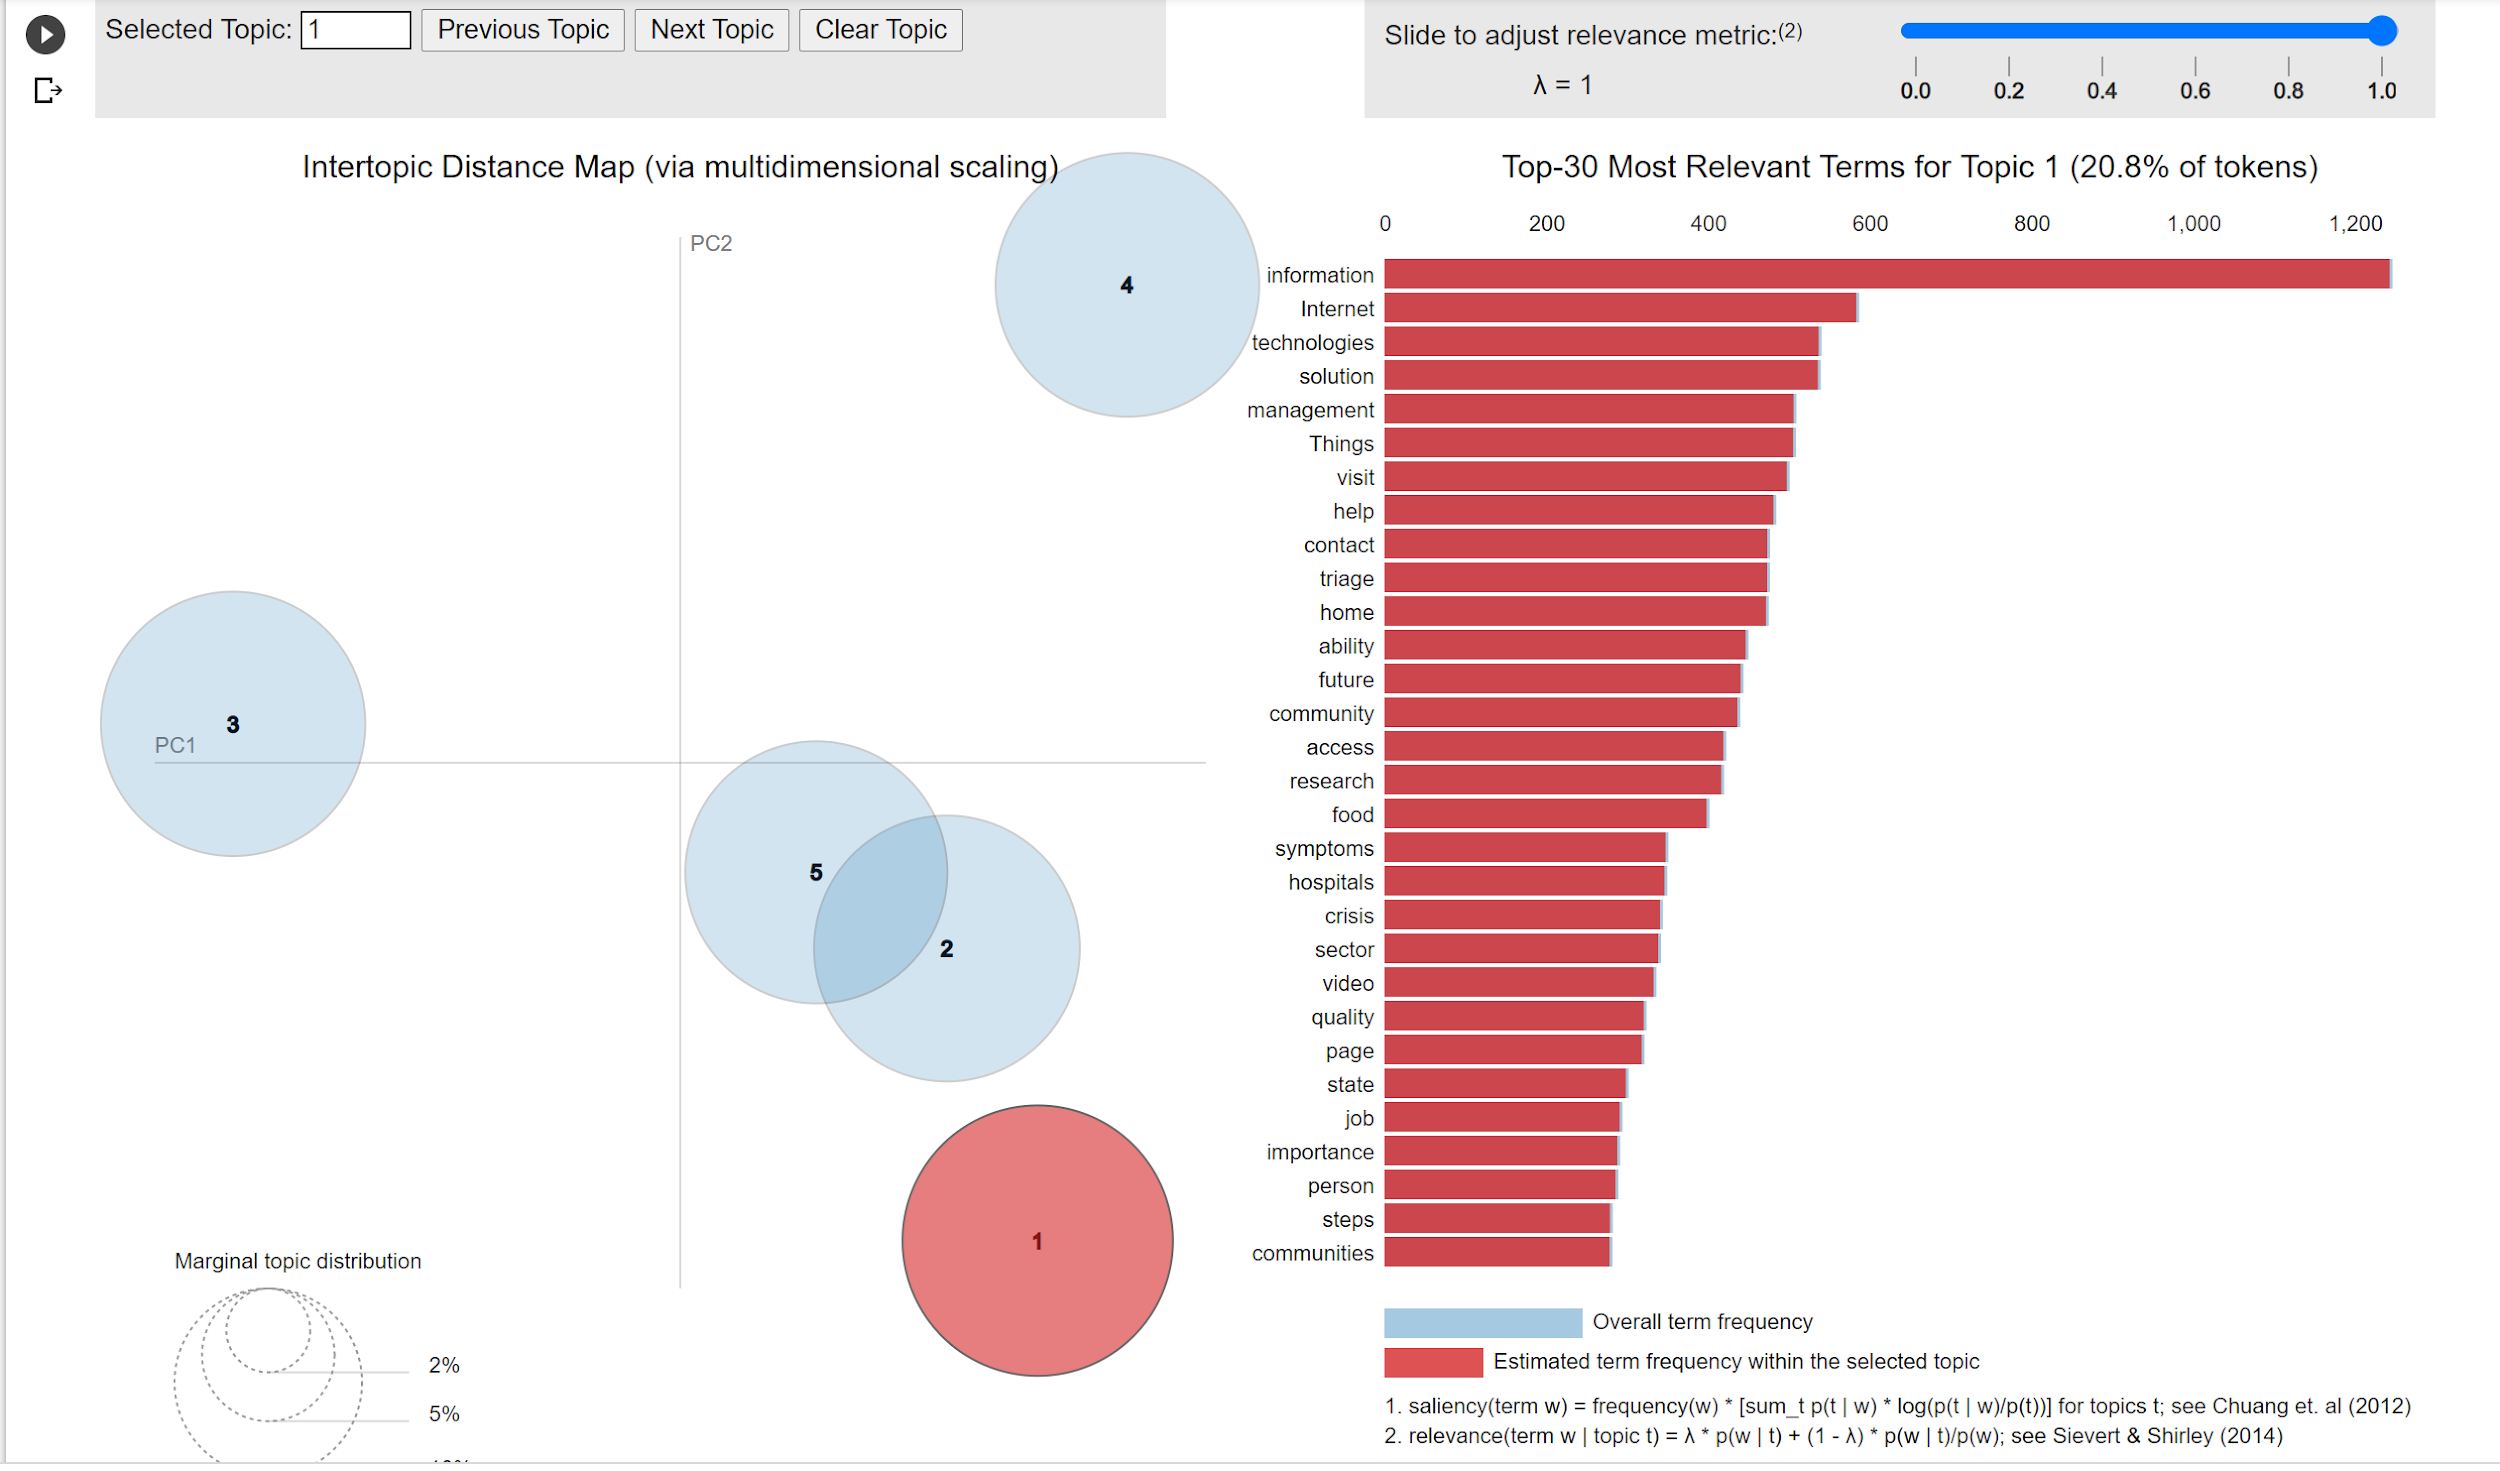 Selected Topic: 1 Previous Topic Next Topic Clear Topic
Slide to adjust relevance metric:(2)
λ = 1
0.0 0.2 0.4 0.6 0.8 1.0
Intertopic Distance Map (via multidimensional scaling)
PC2
4
3
PC1
5
2
1
Marginal topic distribution
2%
5%
Top-30 Most Relevant Terms for Topic 1 (20.8% of tokens)
0 200 400 600 800 1,000 1,200
information
Internet
technologies
solution
management
Things
visit
help
contact
triage
home
ability
future
community
access
research
food
symptoms
hospitals
crisis
sector
video
quality
page
state
job
importance
person
steps
communities
Overall term frequency
Estimated term frequency within the selected topic
1. saliency(term w) = frequency(w) * [sum_t p(t | w) * log(p(t | w)/p(t))] for topics t; see Chuang et. al (2012)
2. relevance(term w | topic t) = λ * p(w | t) + (1 - λ) * p(w | t)/p(w); see Sievert & Shirley (2014)